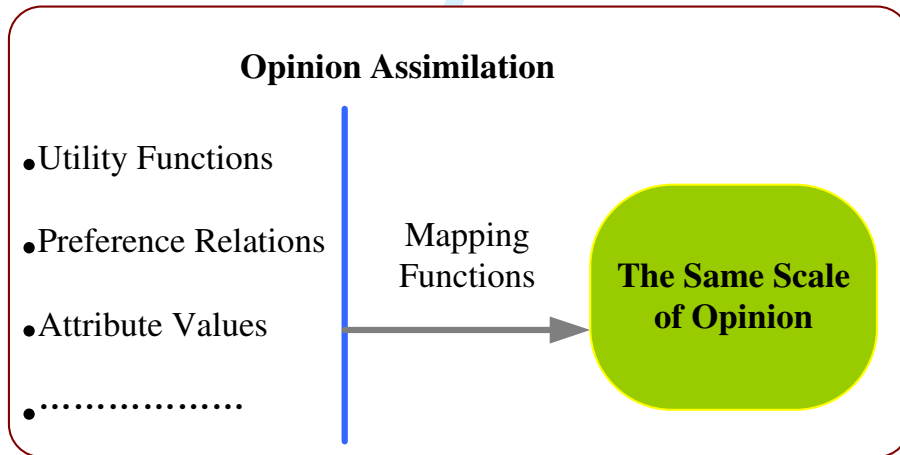 Opinion Assimilation
•Utility Functions
•Preference Relations
•Attribute Values
•………………
Mapping
Functions
The Same Scale
of Opinion